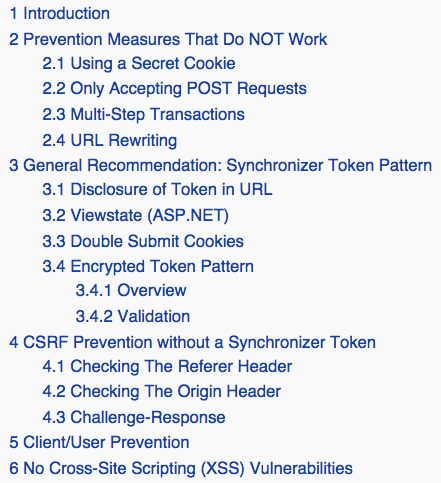 1 Introduction
2 Prevention Measures That Do NOT Work
2.1 Using a Secret Cookie
2.2 Only Accepting POST Requests
2.3 Multi-Step Transactions
2.4 URL Rewriting
3 General Recommendation: Synchronizer Token Pattern
3.1 Disclosure of Token in URL
3.2 Viewstate (ASP.NET)
3.3 Double Submit Cookies
3.4 Encrypted Token Pattern
3.4.1 Overview
3.4.2 Validation
4 CSRF Prevention without a Synchronizer Token
4.1 Checking The Referer Header
4.2 Checking The Origin Header
4.3 Challenge-Response
5 Client/User Prevention
6 No Cross-Site Scripting (XSS) Vulnerabilities